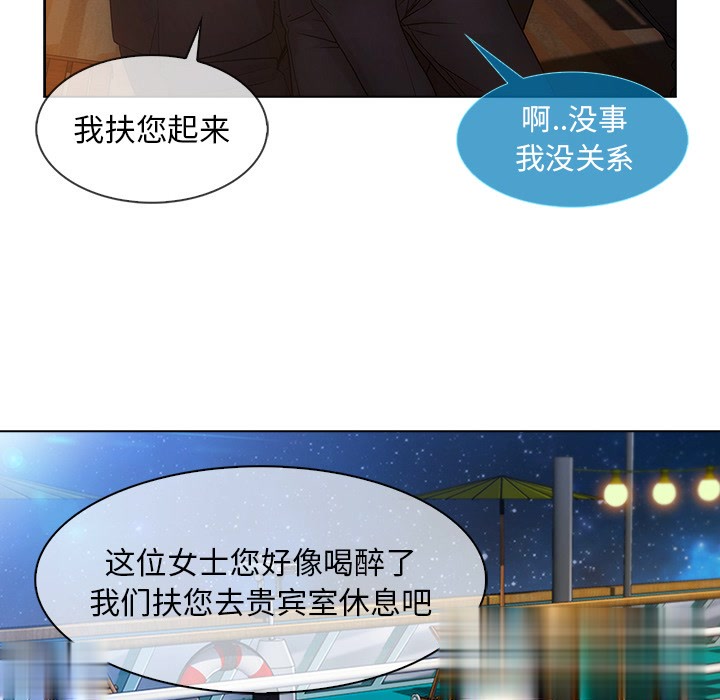 我扶您起来
啊..没事
我没关系
这位女士您好像喝醉了
我们扶您去贵宾室休息吧